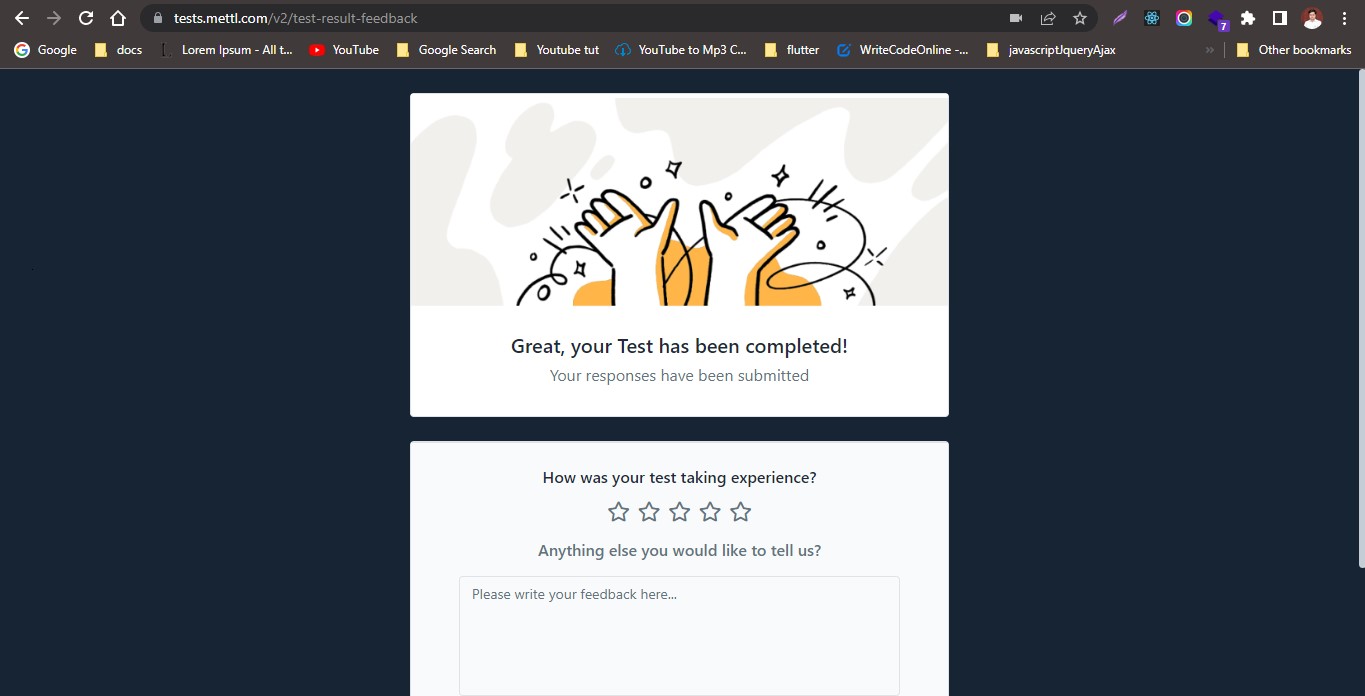 tests.mettl.com/v2/test-result-feedback
7
Google docs Lorem Ipsum - All t... YouTube Google Search Youtube tut YouTube to Mp3 C... flutter WriteCodeOnline -... javascriptJqueryAjax » Other bookmarks
Great, your Test has been completed!
Your responses have been submitted
How was your test taking experience?
Anything else you would like to tell us?
Please write your feedback here...